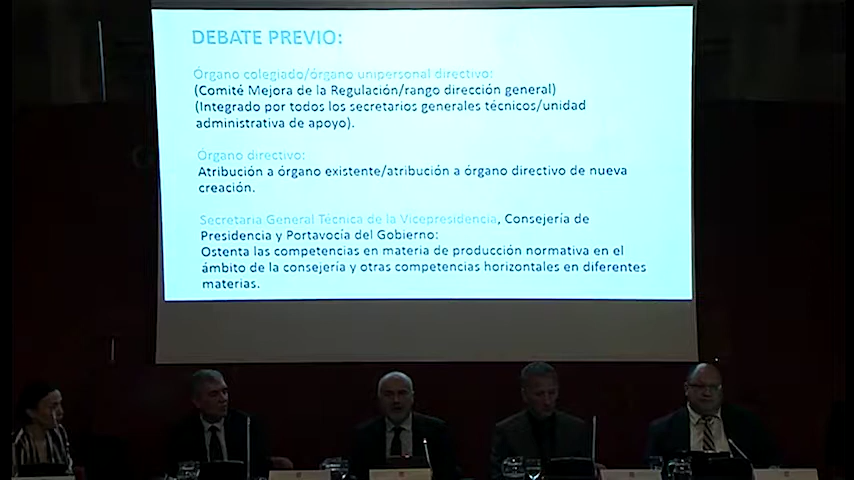 DEBATE PREVIO:
Órgano colegiado/órgano unipersonal directivo:
(Comité Mejora de la Regulación/rango dirección general)
(Integrado por todos los secretarios generales técnicos/unidad
administrativa de apoyo).
Órgano directivo:
Atribución a órgano existente/atribución a órgano directivo de nueva
creación.
Secretaria General Técnica de la Vicepresidencia, Consejería de
Presidencia y Portavocía del Gobierno:
Ostenta las competencias en materia de producción normativa en el
ámbito de la consejería y otras competencias horizontales en diferentes
materias.